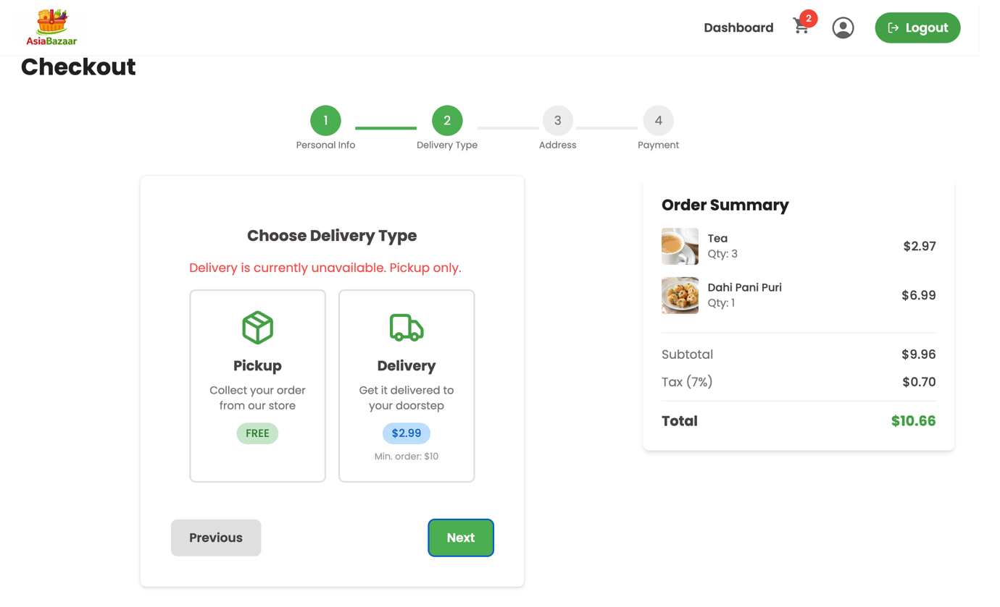 AsiaBazaar
Dashboard
2
Logout
Checkout
1
2
3
4
Personal Info
Delivery Type
Address
Payment
Choose Delivery Type
Delivery is currently unavailable. Pickup only.
Pickup
Collect your order
from our store
FREE
Delivery
Get it delivered to
your doorstep
$2.99
Min. order: $10
Previous
Next
Order Summary
Tea
Qty: 3
$2.97
Dahi Pani Puri
Qty: 1
$6.99
Subtotal
$9.96
Tax (7%)
$0.70
Total
$10.66